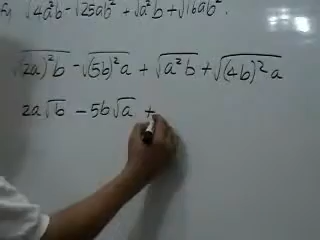 √4a²b - √25ab² + √a²b + √16ab².
√(2a)²b - √(5b)²a + √a²b + √(4b)²a
2a√b - 5b√a +